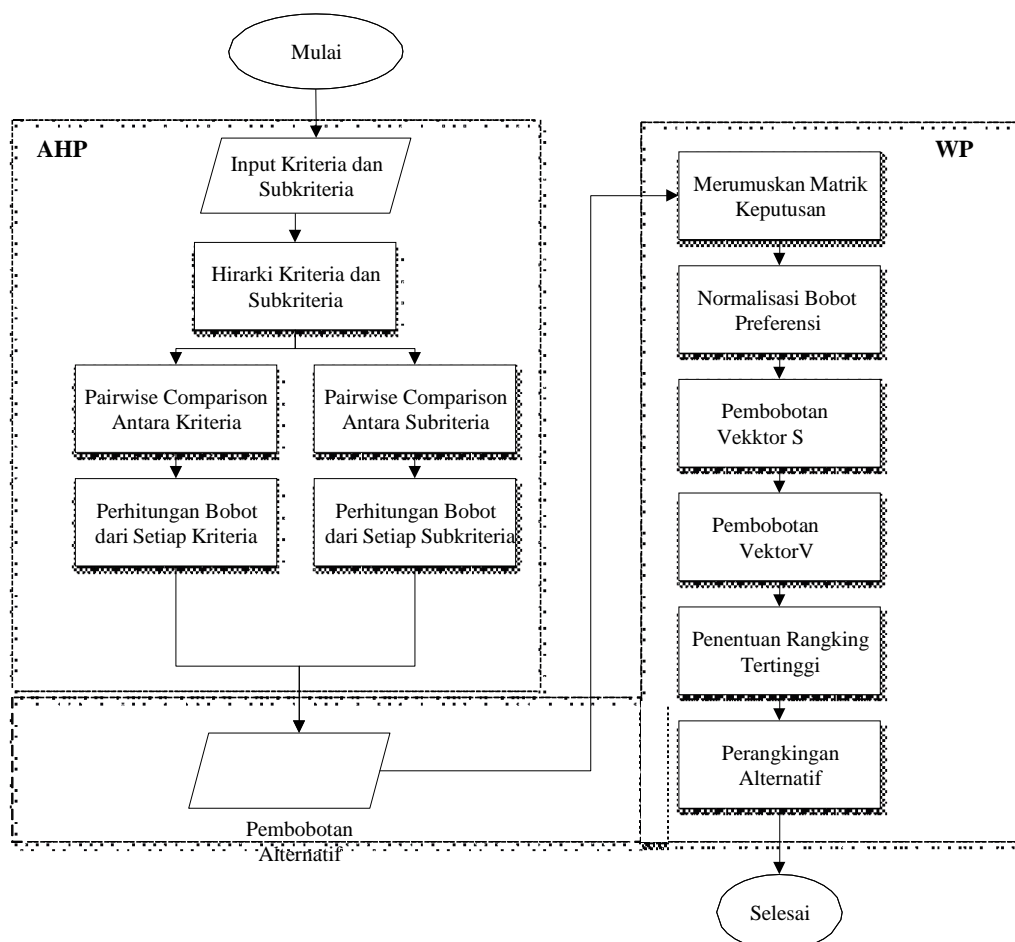 Mulai
AHP
Input Kriteria dan
Subkriteria
Hirarki Kriteria dan
Subkriteria
Pairwise Comparison
Antara Kriteria
Pairwise Comparison
Antara Subriteria
Perhitungan Bobot
dari Setiap Kriteria
Perhitungan Bobot
dari Setiap Subkriteria
Pembobotan
Alternatif
WP
Merumuskan Matrik
Keputusan
Normalisasi Bobot
Preferensi
Pembobotan
Vekktor S
Pembobotan
VektorV
Penentuan Rangking
Tertinggi
Perangkingan
Alternatif
Selesai